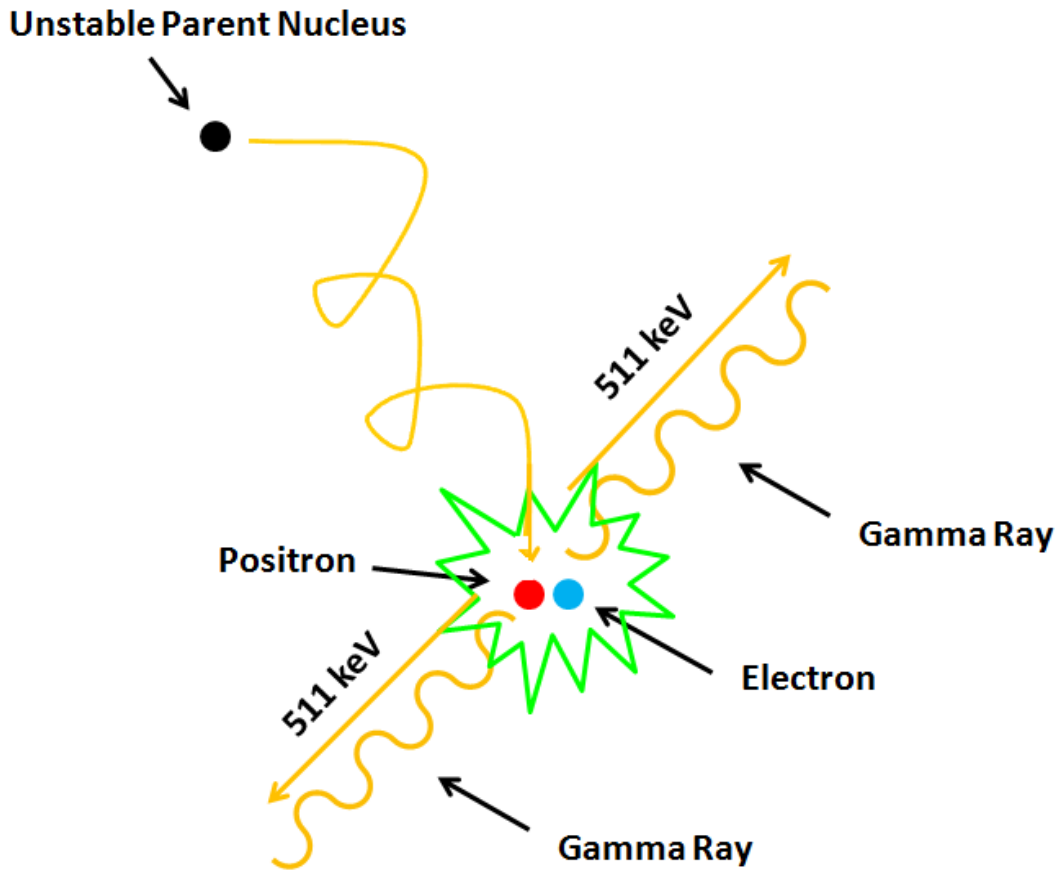 Unstable Parent Nucleus
511 keV
Gamma Ray
Positron
Electron
511 keV
Gamma Ray